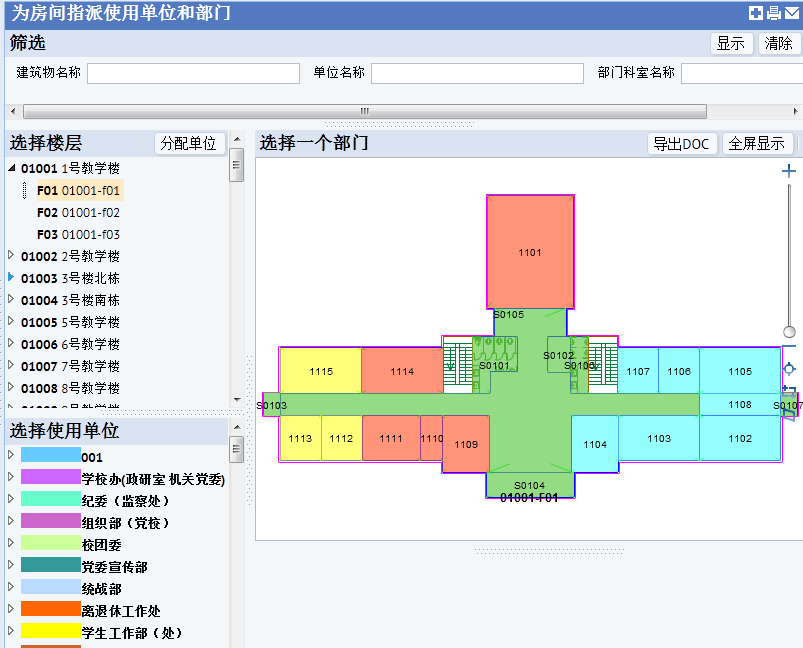 为房间指派使用单位和部门
筛选
显示
清除
建筑物名称
单位名称
部门科室名称
选择楼层
分配单位
01001 1号教学楼
F01 01001-f01
F02 01001-f02
F03 01001-f03
01002 2号教学楼
01003 3号楼北栋
01004 3号楼南栋
01005 5号教学楼
01006 6号教学楼
01007 7号教学楼
01008 8号教学楼
选择使用单位
001
学校办(政研室 机关党委)
纪委（监察处）
组织部（党校）
校团委
党委宣传部
统战部
离退休工作处
学生工作部（处）
选择一个部门
导出DOC
全屏显示
1101
S0105
S0101
S0102
1115
1114
1107
1106
1105
S0103
1108
S0107
1113
1112
1111
1110
1109
1104
1103
1102
S0104
01001-F01